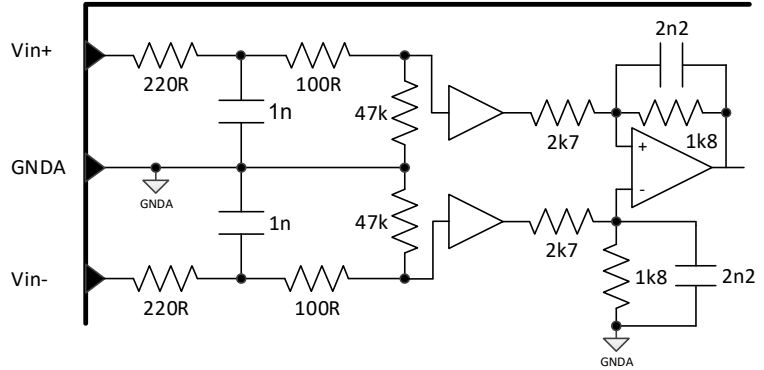 2n2
Vin+
220R
100R
1n
47k
2k7
1k8
+
GNDA
GNDA
-
1n
47k
2k7
Vin-
220R
100R
1k8
2n2
GNDA